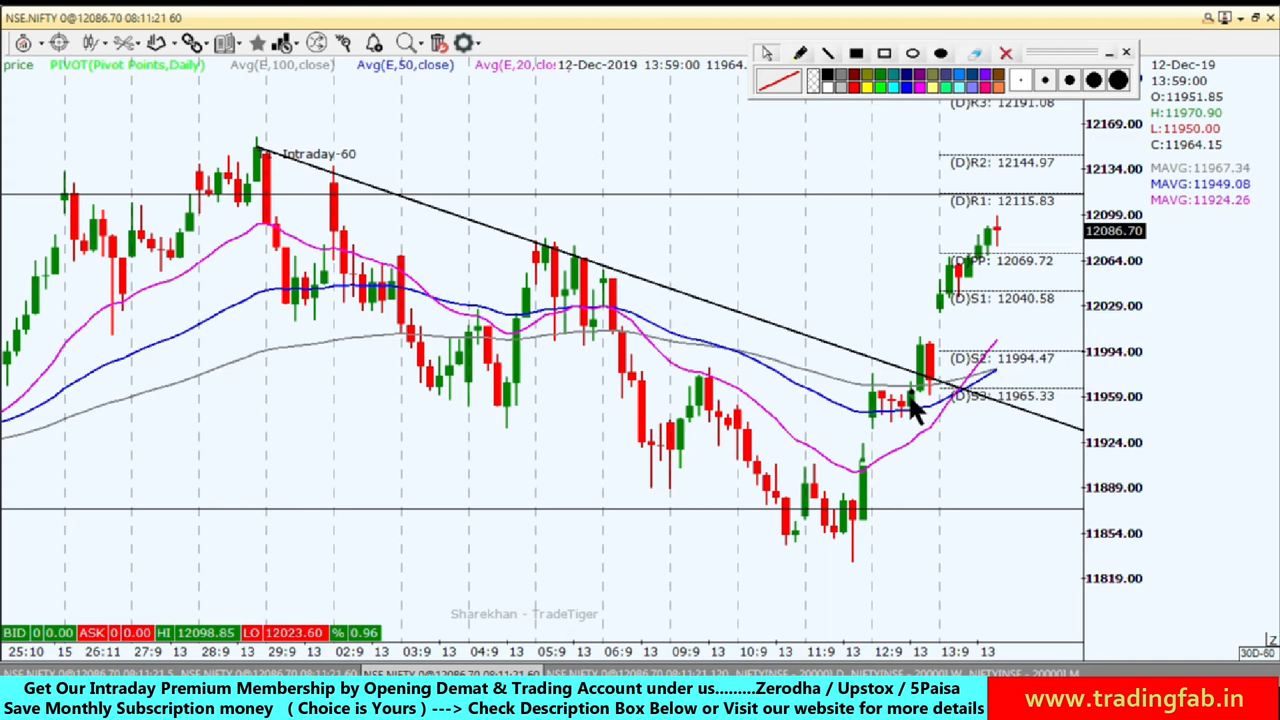 NSE.NIFTY 0@12086.70 08:11:21 60
price PIVOT(Pivot Points,Daily) Avg(E,100,close) Avg(E,50,close) Avg(E,20,clos 12-Dec-2019 13:59:00 11964.
12-Dec-19
13:59:00
O:11951.85
H:11970.90
L:11950.00
C:11964.15
MAVG:11967.34
MAVG:11949.08
MAVG:11924.26
(D)R3: 12191.08
12169.00
Intraday-60
(D)R2: 12144.97
12134.00
(D)R1: 12115.83
12099.00
12086.70
(D)PP: 12069.72
12064.00
(D)S1: 12040.58
12029.00
(D)S2: 11994.47
11994.00
(D)S3: 11965.33
11959.00
11924.00
11889.00
11854.00
11819.00
Sharekhan - TradeTiger
BID 0 0.00 ASK 0 0.00 HI 12098.85 LO 12023.60 % 0.96
25:10 15 26:11 13 27:9 13 28:9 13 29:9 13 02:9 13 03:9 13 04:9 13 05:9 13 06:9 13 09:9 13 10:9 13 11:9 13 12:9 13 13:9 13
30D-60
Get Our Intraday Premium Membership by Opening Demat & Trading Account under us.........Zerodha / Upstox / 5Paisa
Save Monthly Subscription money ( Choice is Yours ) ---> Check Description Box Below or Visit our website for more details
www.tradingfab.in